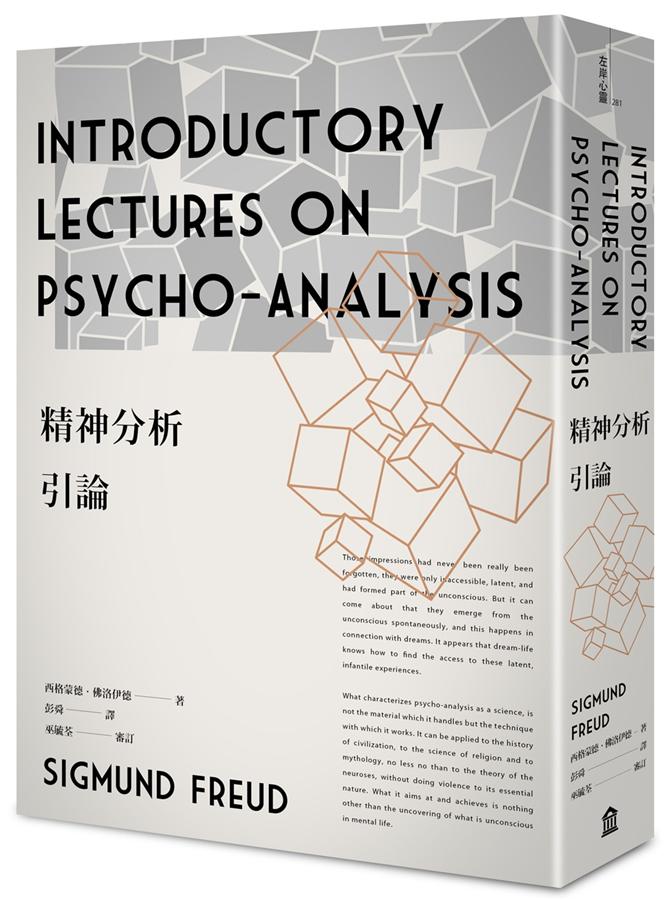 INTRODUCTORY
LECTURES ON
PSYCHO-ANALYSIS
精神分析
引論
Those impressions had never been really been
forgotten, they were only inaccessible, latent, and
had formed part of the unconscious. But it can
come about that they emerge from the
unconscious spontaneously, and this happens in
connection with dreams. It appears that dream-life
knows how to find the access to these latent,
infantile experiences.
What characterizes psycho-analysis as a science, is
not the material which it handles but the technique
with which it works. It can be applied to the history
of civilization, to the science of religion and to
mythology, no less no than to the theory of the
neuroses, without doing violence to its essential
nature. What it aims at and achieves is nothing
other than the uncovering of what is unconscious
in mental life.
西格蒙德・佛洛伊德——著
彭舜——譯
巫毓荃——審訂
SIGMUND FREUD
左岸心靈 281
INTRODUCTORY
LECTURES ON
PSYCHO-ANALYSIS
精神分析
引論
SIGMUND
FREUD
西格蒙德・佛洛伊德—著
彭舜——譯
巫毓荃——審訂